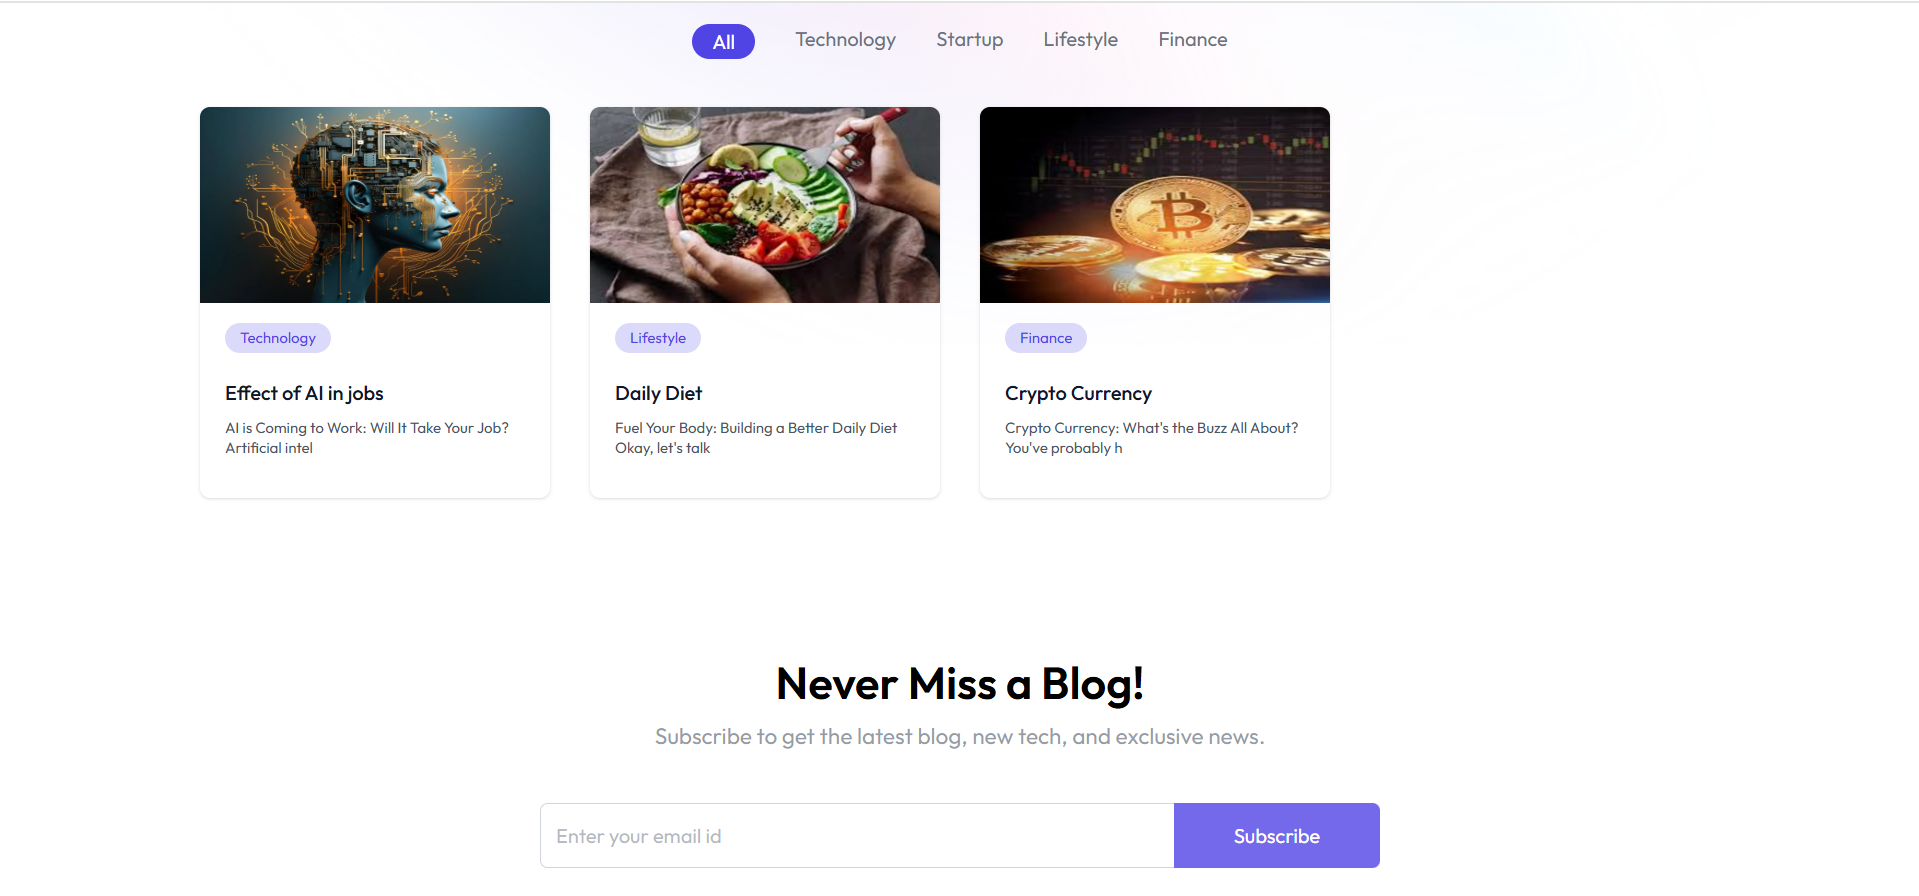 All Technology Startup Lifestyle Finance
Technology
Effect of AI in jobs
AI is Coming to Work: Will It Take Your Job?
Artificial intel
Lifestyle
Daily Diet
Fuel Your Body: Building a Better Daily Diet
Okay, let's talk
Finance
Crypto Currency
Crypto Currency: What's the Buzz All About?
You've probably h
Never Miss a Blog!
Subscribe to get the latest blog, new tech, and exclusive news.
Enter your email id
Subscribe